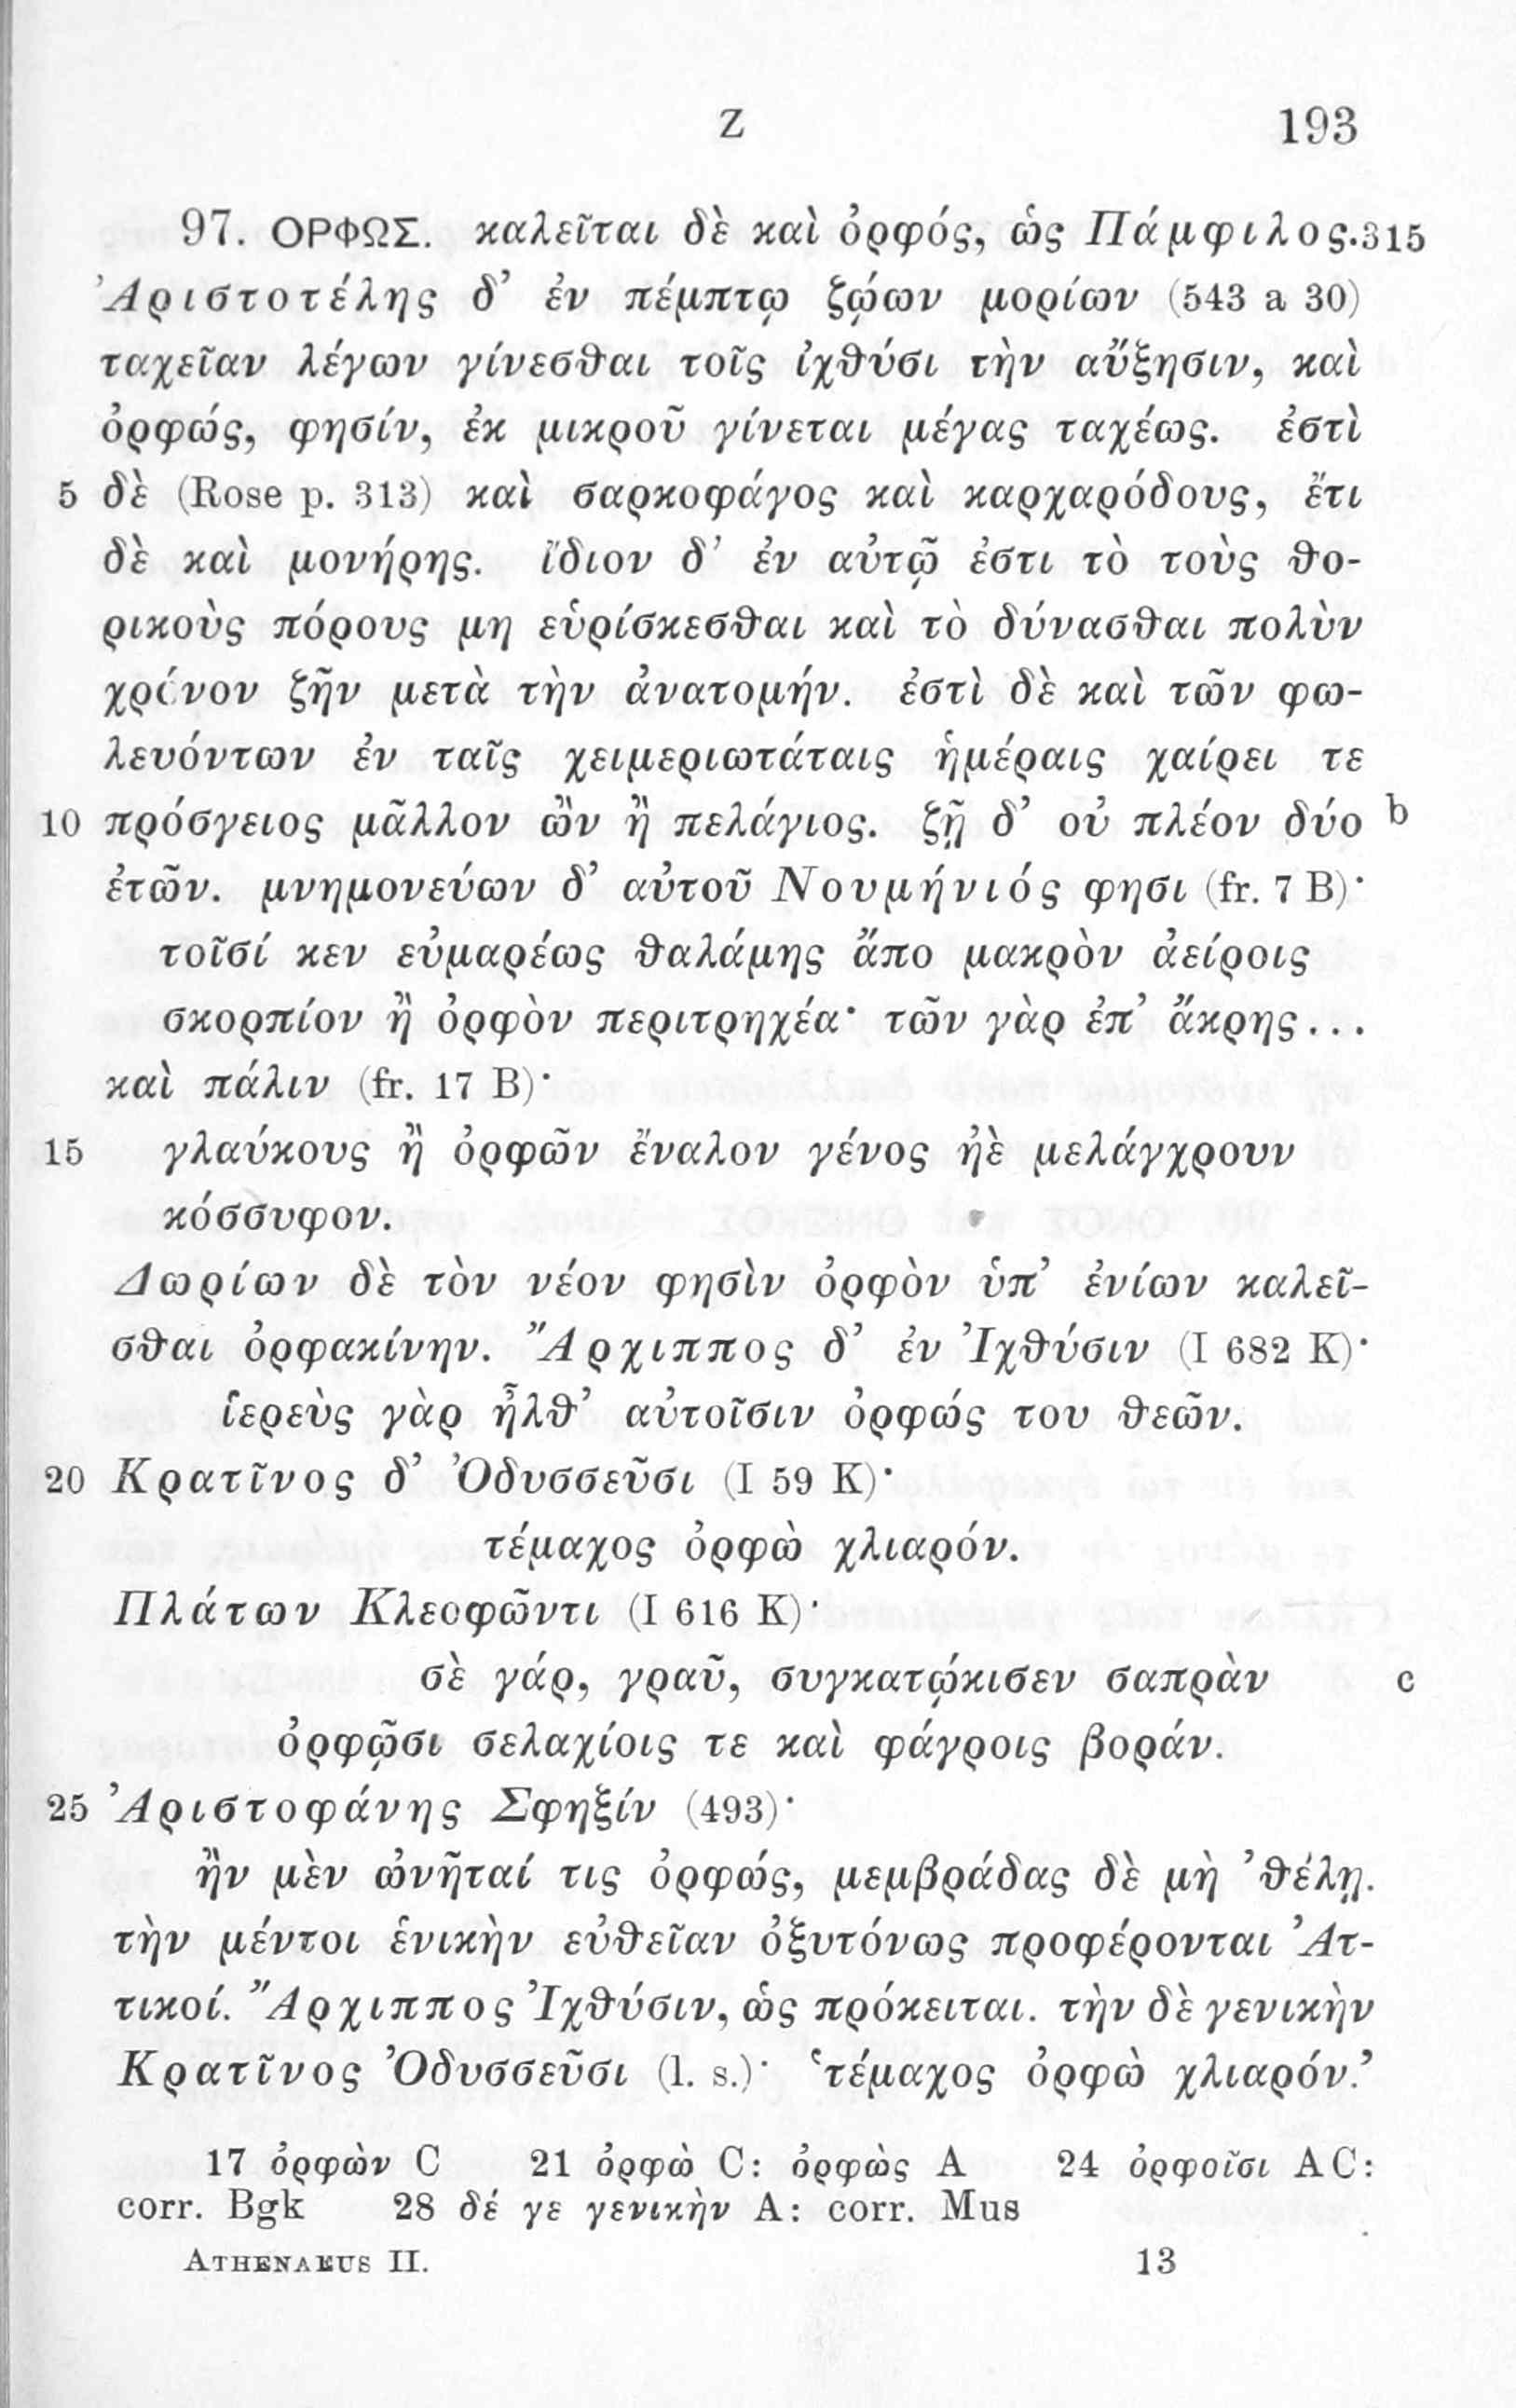 Z 193
97. ΟΡΦΩΣ. καλεῖται δὲ καὶ ὀρφός, ὡς Πάμφιλος. 315
Ἀριστοτέλης δ’ ἐν πέμπτῳ ζῴων μορίων (543 a 30)
ταχεῖαν λέγων γίνεσθαι τοῖς ἰχθύσι τὴν αὔξησιν, καὶ
ὀρφώς, φησίν, ἐκ μικροῦ γίνεται μέγας ταχέως. ἐστὶ
5 δὲ (Rose p. 313) καὶ σαρκοφάγος καὶ καρχαρόδους, ἔτι
δὲ καὶ μονήρης. ἴδιον δ’ ἐν αὐτῷ ἐστι τὸ τοὺς θο-
ρικοὺς πόρους μη εὑρίσκεσθαι καὶ τὸ δύνασθαι πολὺν
χρόνον ζῆν μετὰ τὴν ἀνατομήν. ἐστὶ δὲ καὶ τῶν φω-
λευόντων ἐν ταῖς χειμεριωτάταις ἡμέραις χαίρει τε
10 πρόσγειος μᾶλλον ὢν ἢ πελάγιος. ζῇ δ’ οὐ πλέον δύο b
ἐτῶν. μνημονεύων δ’ αὐτοῦ Νουμήνιός φησι (fr. 7 B)·
τοῖσί κεν εὐμαρέως θαλάμης ἄπο μακρὸν ἀείροις
σκορπίον ἢ ὀρφὸν περιτρηχέα· τῶν γὰρ ἐπ’ ἄκρης...
καὶ πάλιν (fr. 17 B)·
15 γλαύκους ἢ ὀρφῶν ἔναλον γένος ἠὲ μελάγχρουν
κόσσυφον.
Δωρίων δὲ τὸν νέον φησὶν ὀρφὸν ὑπ’ ἐνίων καλεῖ-
σθαι ὀρφακίνην. Ἄρχιππος δ’ ἐν Ἰχθύσιν (I 682 K)·
ἱερεὺς γὰρ ἦλθ’ αὐτοῖσιν ὀρφώς του θεῶν.
20 Κρατῖνος δ’ Ὀδυσσεῦσι (I 59 K)·
τέμαχος ὀρφὼ χλιαρόν.
Πλάτων Κλεοφῶντι (I 616 K)·
σὲ γάρ, γραῦ, συγκατῴκισεν σαπρὰν c
ὀρφῷσι σελαχίοις τε καὶ φάγροις βοράν.
25 Ἀριστοφάνης Σφηξίν (493)·
ἢν μὲν ὠνῆταί τις ὀρφώς, μεμβράδας δὲ μὴ ’θέλῃ.
τὴν μέντοι ἑνικὴν εὐθεῖαν ὀξυτόνως προφέρονται Ἀτ-
τικοί. Ἄρχιππος Ἰχθύσιν, ὡς πρόκειται. τὴν δὲ γενικὴν
Κρατῖνος Ὀδυσσεῦσι (l. s.)· ‘τέμαχος ὀρφὼ χλιαρόν.’
17 ὀρφὼν C 21 ὀρφὼ C: ὀρφὼς A 24 ὀρφοῖσι AC:
corr. Bgk 28 δέ γε γενικὴν A: corr. Mus
ATHENAEUS II. 13